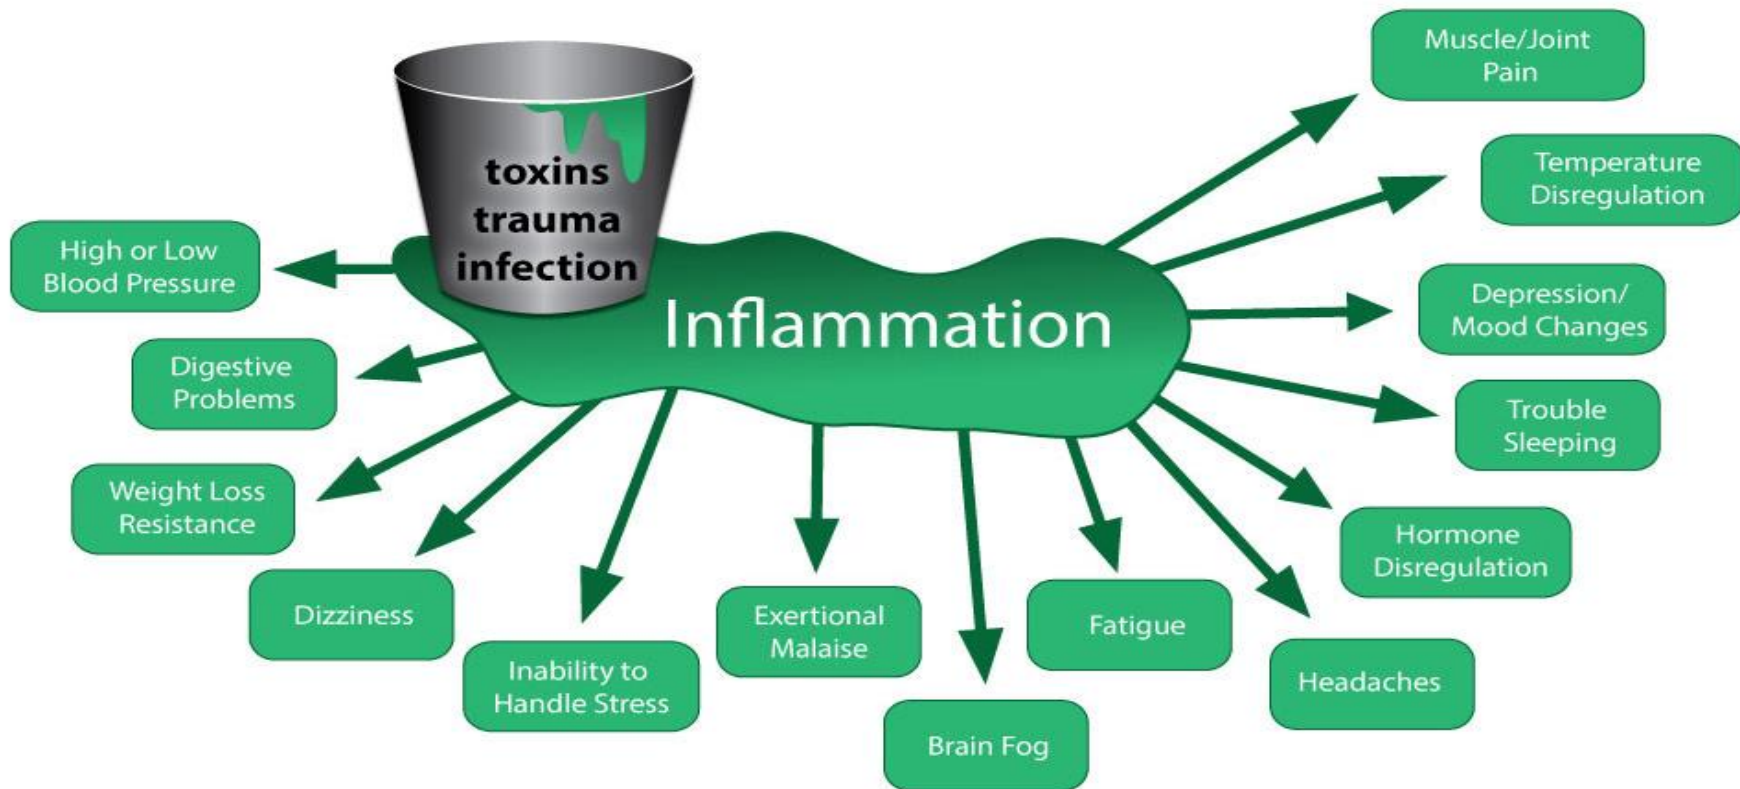 toxins
trauma
infection
Inflammation
High or Low
Blood Pressure
Digestive
Problems
Weight Loss
Resistance
Dizziness
Inability to
Handle Stress
Exertional
Malaise
Brain Fog
Fatigue
Headaches
Hormone
Disregulation
Trouble
Sleeping
Depression/
Mood Changes
Temperature
Disregulation
Muscle/Joint
Pain